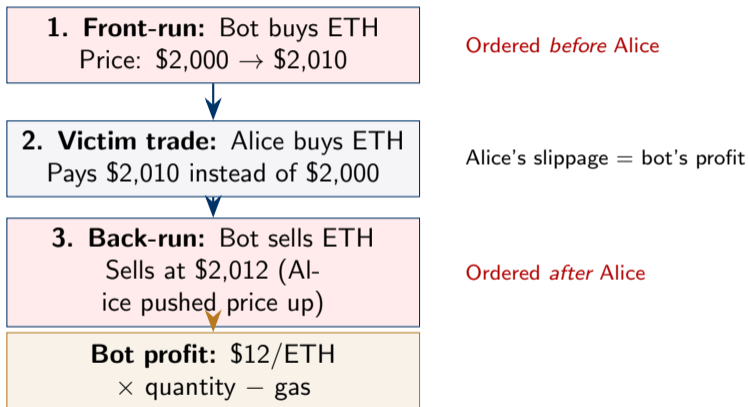 1. Front-run: Bot buys ETH
Price: $2,000 → $2,010
Ordered before Alice
2. Victim trade: Alice buys ETH
Pays $2,010 instead of $2,000
Alice's slippage = bot's profit
3. Back-run: Bot sells ETH
Sells at $2,012 (Al-
ice pushed price up)
Ordered after Alice
Bot profit: $12/ETH
× quantity − gas